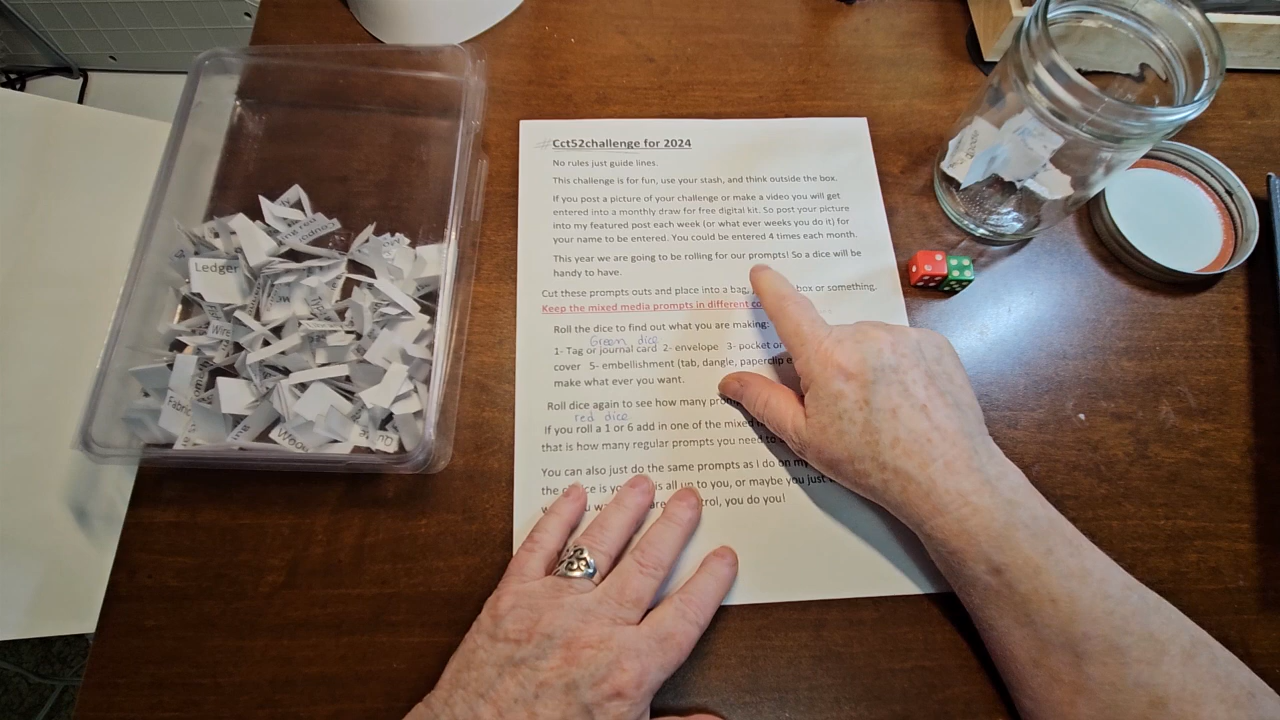 #Cct52challenge for 2024
No rules just guide lines.
This challenge is for fun, use your stash, and think outside the box.
If you post a picture of your challenge or make a video you will get
entered into a monthly draw for free digital kit. So post your picture
into my featured post each week (or what ever weeks you do it) for
your name to be entered. You could be entered 4 times each month.
This year we are going to be rolling for our prompts! So a dice will be
handy to have.
Cut these prompts outs and place into a bag, box or something.
Keep the mixed media prompts in different
Roll the dice to find out what you are making:
Green dice
1- Tag or journal card 2- envelope 3- pocket or
cover 5- embellishment (tab, dangle, paperclip
make what ever you want.
Roll dice again to see how many
red dice
If you roll a 1 or 6 add in one of the mixed
that is how many regular prompts you need to
You can also just do the same prompts as I do on my
the is all up to you, or maybe you just
you do you!
Ledger
Wire
Coupo
Fabric
Wood